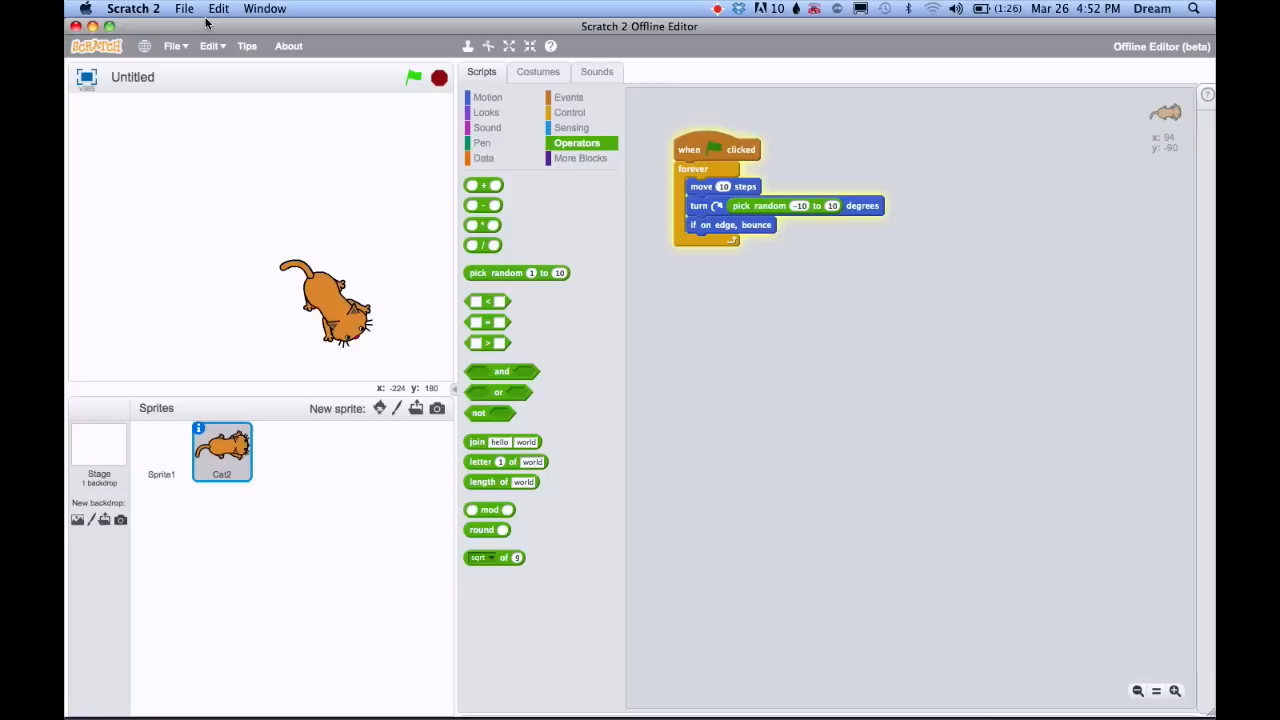 Scratch 2 File Edit Window 10 (1:26) Mar 26 4:52 PM Dream
Scratch 2 Offline Editor
SCRATCH File Edit Tips About Offline Editor (beta)
Untitled
v385
Scripts Costumes Sounds
Motion Events
Looks Control
Sound Sensing
Pen Operators
Data More Blocks
+
-
*
/
pick random 1 to 10
<
=
>
and
or
not
join hello world
letter 1 of world
length of world
mod
round
sqrt of 9
when clicked
forever
move 10 steps
turn pick random -10 to 10 degrees
if on edge, bounce
x: 94
y: -90
x: -224 y: 180
Sprites New sprite:
Stage
1 backdrop
New backdrop:
Sprite1
Cat2